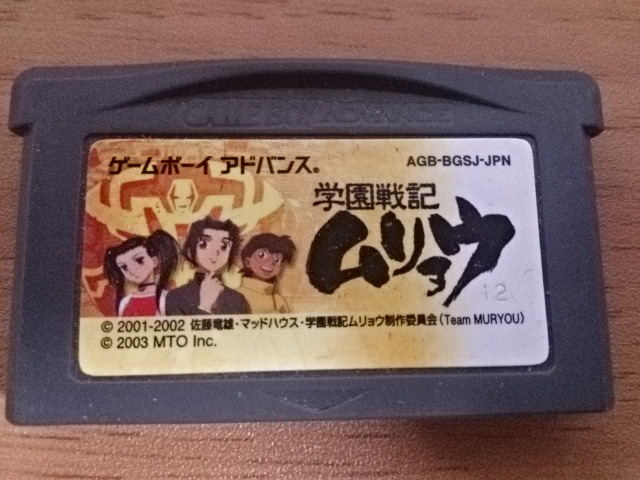 GAME BOY ADVANCE
ゲームボーイ アドバンス®
AGB-BGSJ-JPN
学園戦記
ムリョウ
12
© 2001-2002 佐藤竜雄・マッドハウス・学園戦記ムリョウ制作委員会 (Team MURYOU)
© 2003 MTO Inc.